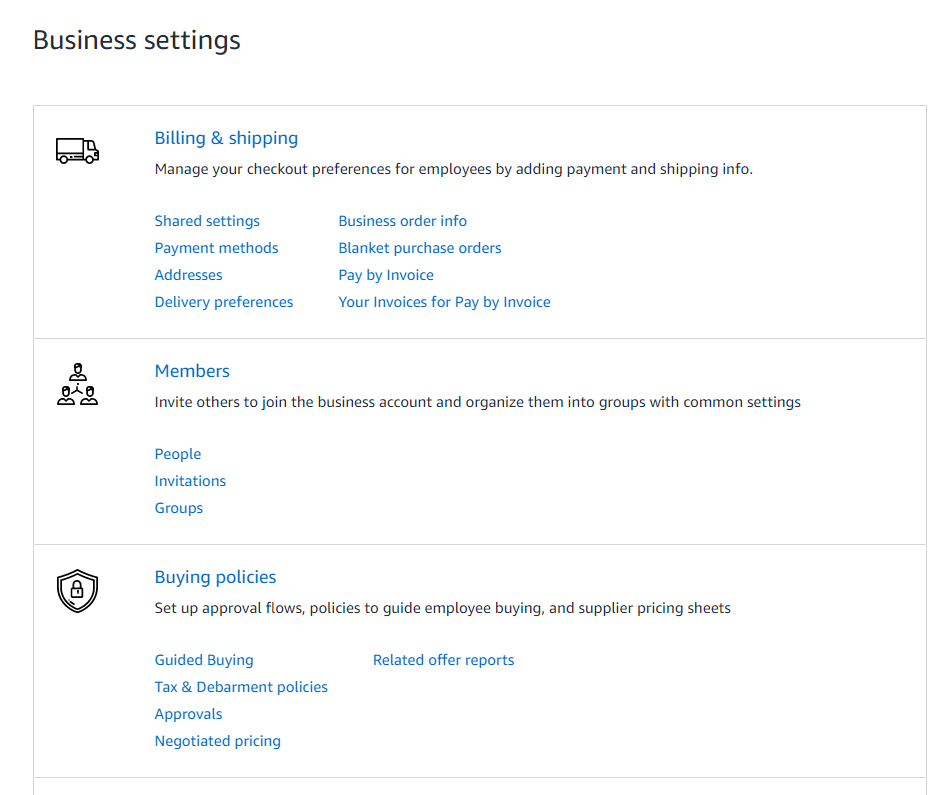 Business settings
Billing & shipping
Manage your checkout preferences for employees by adding payment and shipping info.
Shared settings
Business order info
Payment methods
Blanket purchase orders
Addresses
Pay by Invoice
Delivery preferences
Your Invoices for Pay by Invoice
Members
Invite others to join the business account and organize them into groups with common settings
People
Invitations
Groups
Buying policies
Set up approval flows, policies to guide employee buying, and supplier pricing sheets
Guided Buying
Related offer reports
Tax & Debarment policies
Approvals
Negotiated pricing